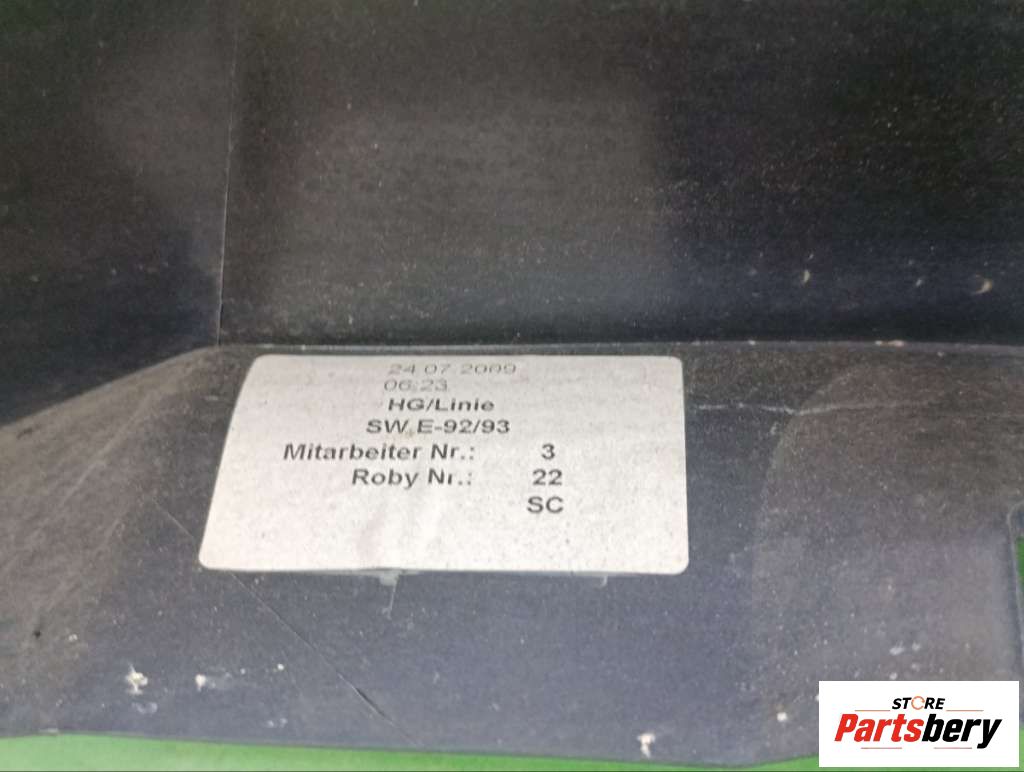 24.07.2009
06:23
HG/Linie
SW E-92/93
Mitarbeiter Nr.: 3
Roby Nr.: 22
SC
STORE
Partsbery